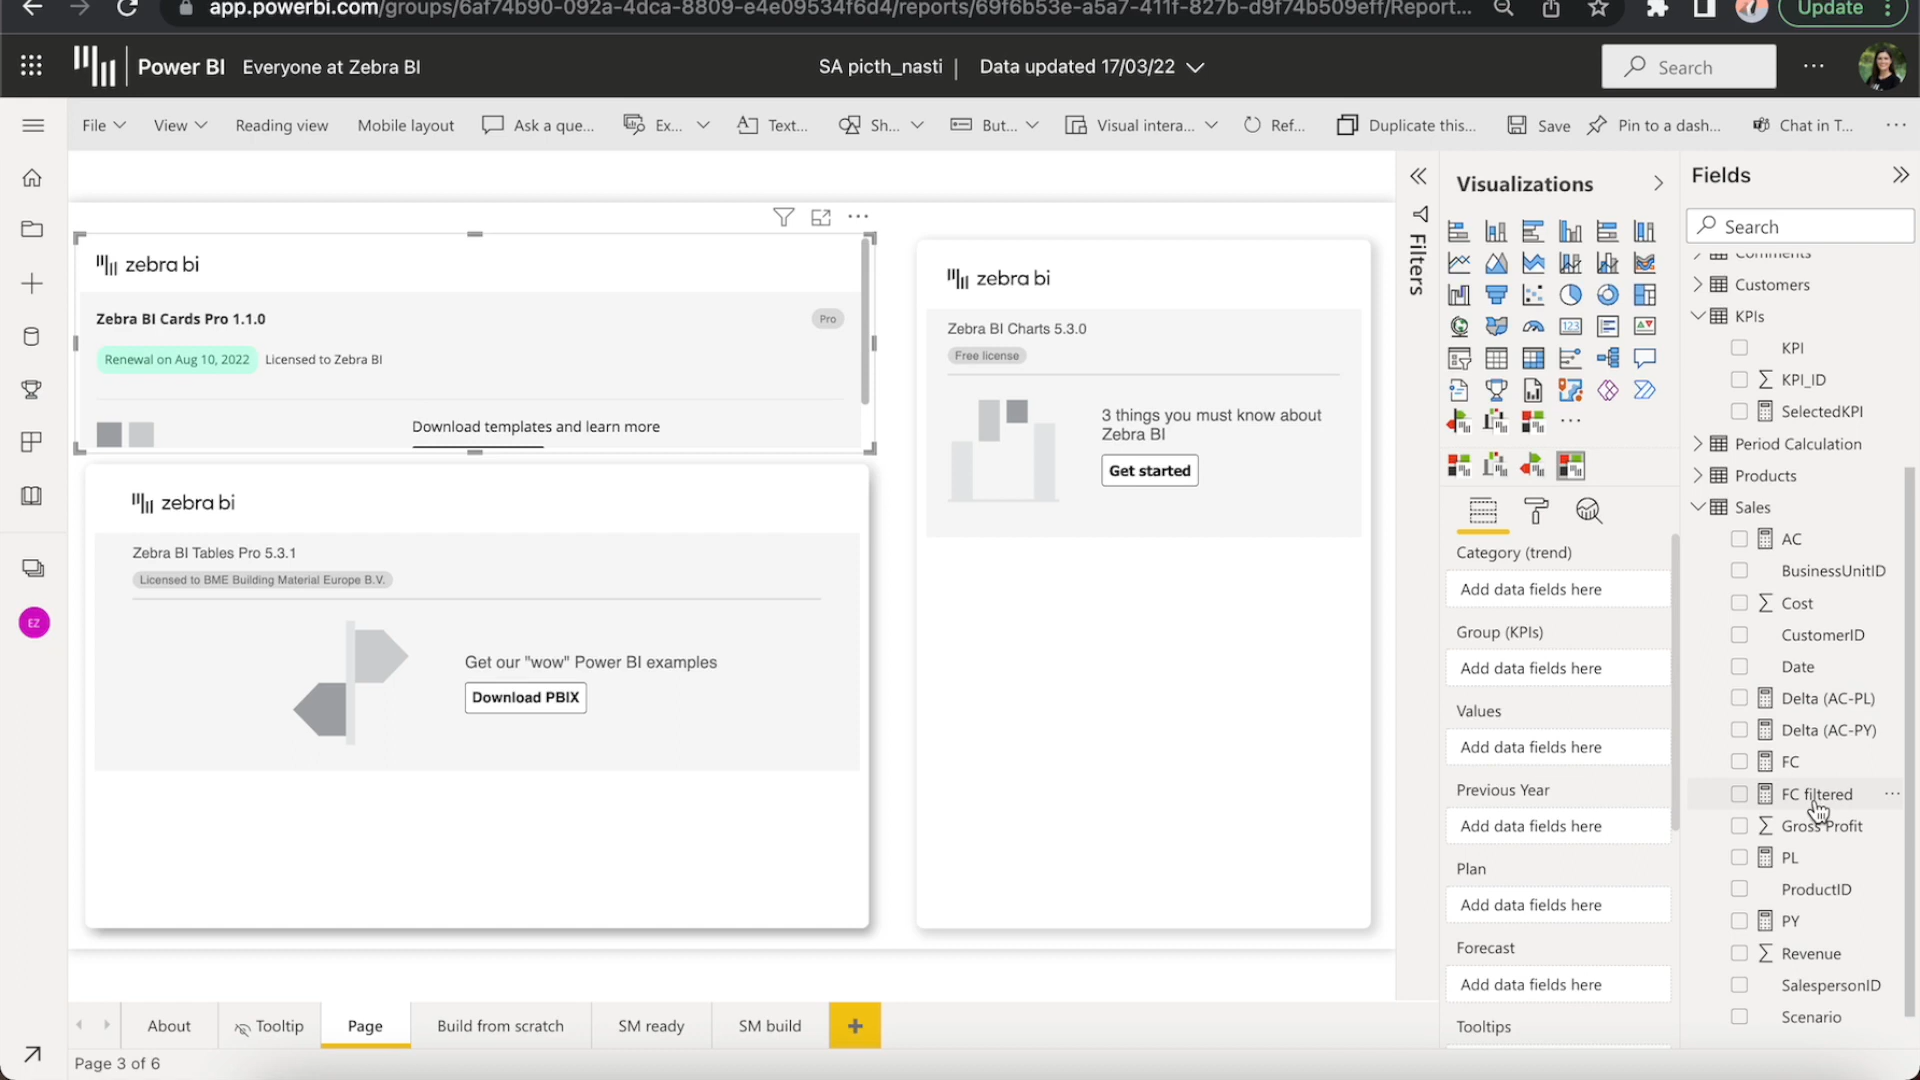 app.powerbi.com/groups/6af74b90-092a-4dca-8809-e4e09534f6d4/reports/69f6b53e-a5a7-411f-827b-d9f74b509eff/Report...
Update
Power BI
Everyone at Zebra BI
SA picth_nasti | Data updated 17/03/22
Search
File
View
Reading view
Mobile layout
Ask a que...
Ex...
Text...
Sh...
But...
Visual intera...
Ref...
Duplicate this...
Save
Pin to a dash...
Chat in T...
zebra bi
Zebra BI Cards Pro 1.1.0
Pro
Renewal on Aug 10, 2022
Licensed to Zebra BI
Download templates and learn more
zebra bi
Zebra BI Tables Pro 5.3.1
Licensed to BME Building Material Europe B.V.
Get our "wow" Power BI examples
Download PBIX
zebra bi
Zebra BI Charts 5.3.0
Free license
3 things you must know about
Zebra BI
Get started
Filters
Visualizations
123
Category (trend)
Add data fields here
Group (KPIs)
Add data fields here
Values
Add data fields here
Previous Year
Add data fields here
Plan
Add data fields here
Forecast
Add data fields here
Tooltips
Fields
Search
Comments
Customers
KPIs
KPI
KPI_ID
SelectedKPI
Period Calculation
Products
Sales
AC
BusinessUnitID
Cost
CustomerID
Date
Delta (AC-PL)
Delta (AC-PY)
FC
FC filtered
Gross Profit
PL
ProductID
PY
Revenue
SalespersonID
Scenario
EZ
About
Tooltip
Page
Build from scratch
SM ready
SM build
Page 3 of 6